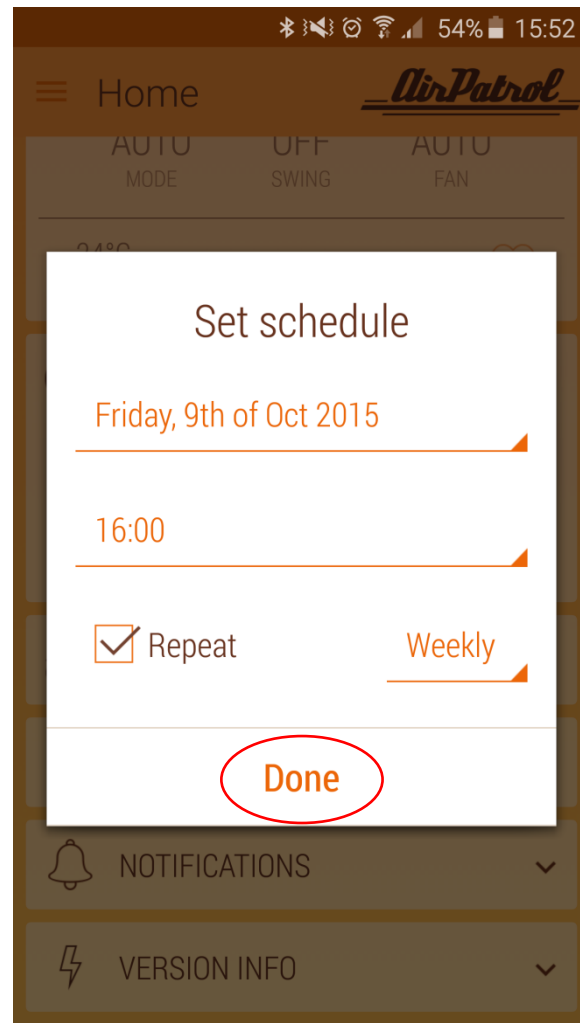 54% 15:52
Home AirPatrol
AUTO OFF AUTO
MODE SWING FAN
24°C
Set schedule
Friday, 9th of Oct 2015
16:00
Repeat Weekly
Done
NOTIFICATIONS
VERSION INFO